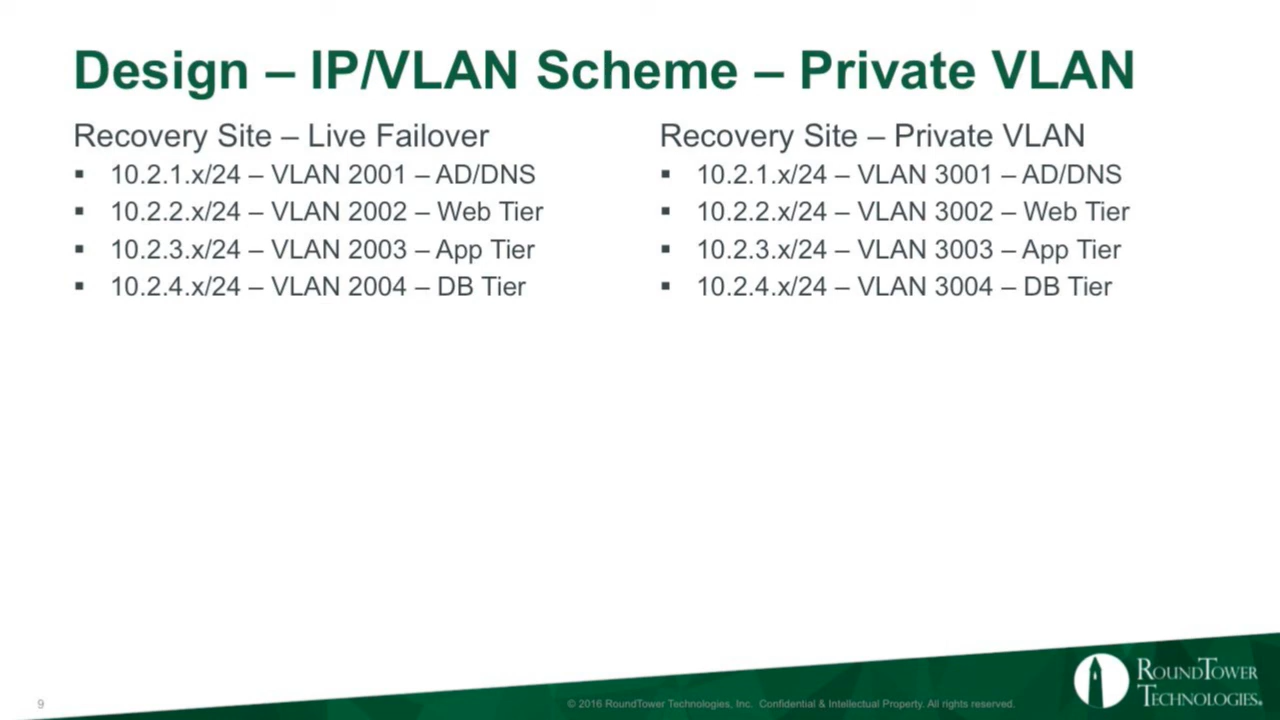 Design – IP/VLAN Scheme – Private VLAN
Recovery Site – Live Failover
▪ 10.2.1.x/24 – VLAN 2001 – AD/DNS
▪ 10.2.2.x/24 – VLAN 2002 – Web Tier
▪ 10.2.3.x/24 – VLAN 2003 – App Tier
▪ 10.2.4.x/24 – VLAN 2004 – DB Tier
Recovery Site – Private VLAN
▪ 10.2.1.x/24 – VLAN 3001 – AD/DNS
▪ 10.2.2.x/24 – VLAN 3002 – Web Tier
▪ 10.2.3.x/24 – VLAN 3003 – App Tier
▪ 10.2.4.x/24 – VLAN 3004 – DB Tier
9
© 2016 RoundTower Technologies, Inc. Confidential & Intellectual Property. All rights reserved.
ROUNDTOWER
TECHNOLOGIES®